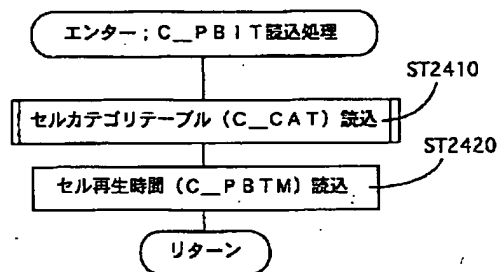 エンター；C＿PBIT読込処理
ST2410
セルカテゴリテーブル（C＿CAT）読込
ST2420
セル再生時間（C＿PBTM）読込
リターン